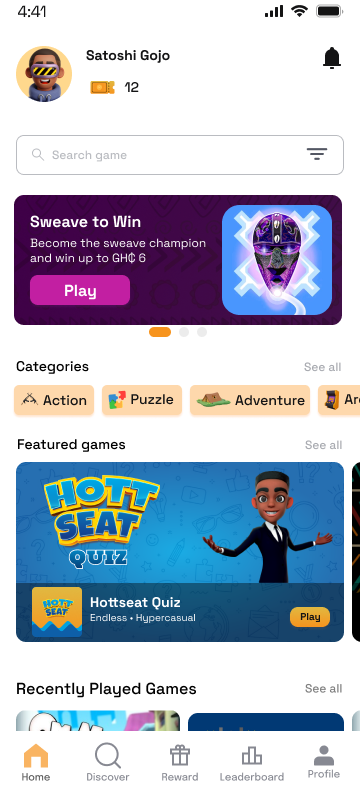 4:41
Satoshi Gojo
12
Search game
Sweave to Win
Become the sweave champion
and win up to GH₵ 6
Play
Categories
See all
Action
Puzzle
Adventure
Featured games
See all
HOTT
SEAT
QUIZ
HOTT
SEAT
Hottseat Quiz
Endless • Hypercasual
Play
Recently Played Games
See all
Home
Discover
Reward
Leaderboard
Profile